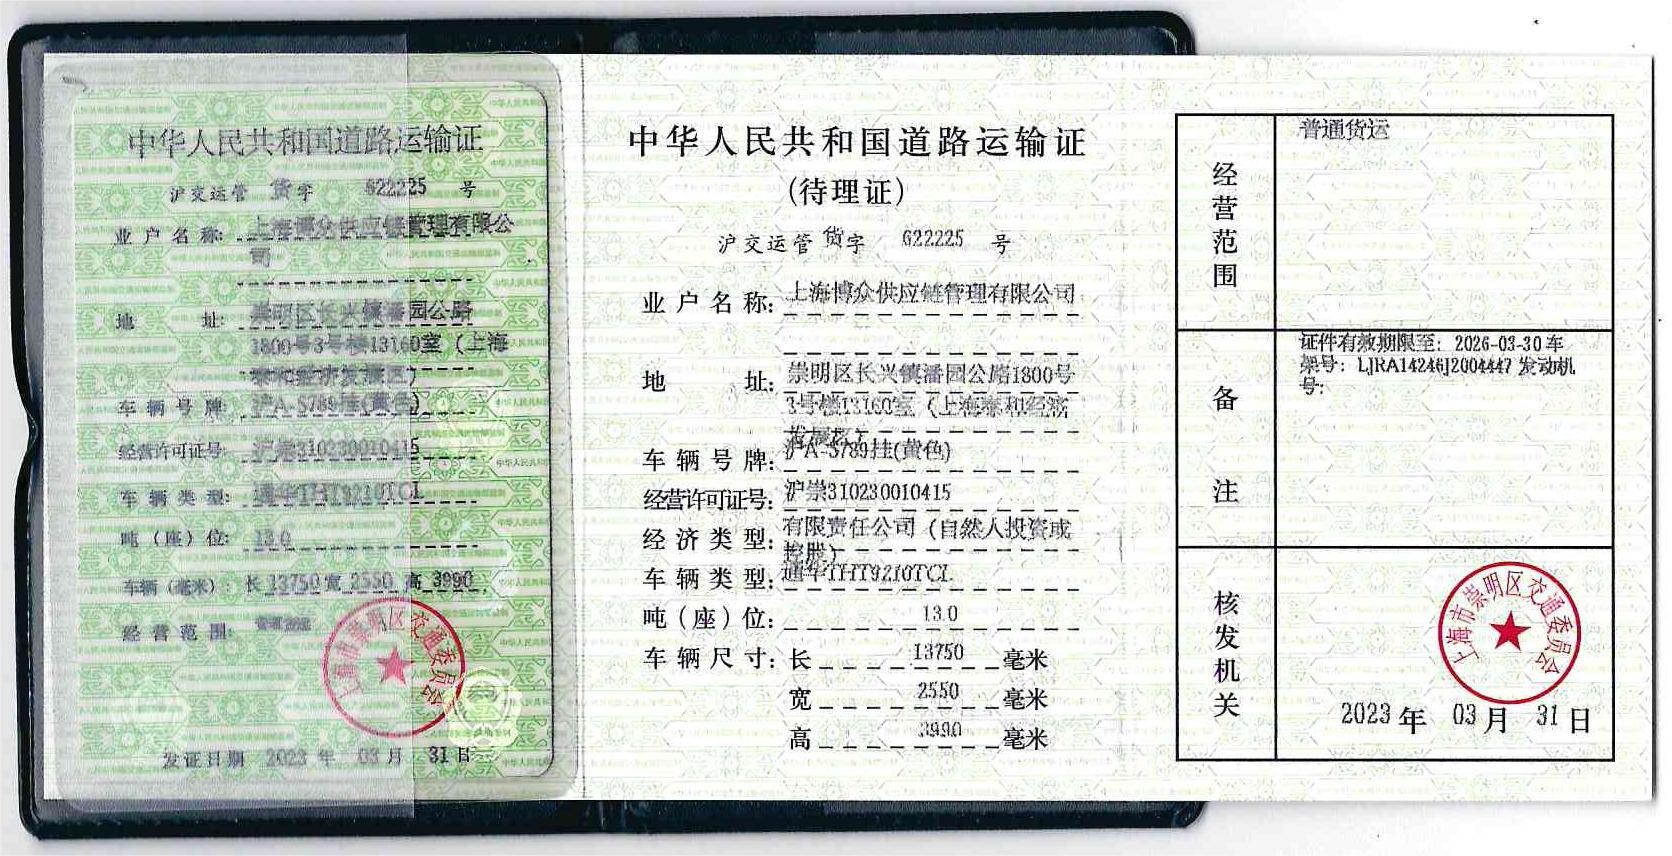 中华人民共和国道路运输证
沪交运管 货字 622225 号
业户名称: 上海博众供应链管理有限公
司
地 址: 崇明区长兴镇潘园公路
1800号3号楼13160室（上海
泰和经济发展区）
车辆号牌: 沪A-5789挂(黄色)
经营许可证号: 沪崇310230010415
车辆类型: 通华THT9210TCL
吨（座）位: 13.0
车辆（毫米）: 长 13750 宽 2550 高 3990
经营范围: 普通货运
上海市崇明区交通委员会
发证日期 2023 年 03 月 31 日
中华人民共和国道路运输证
(待理证)
沪交运管 货字 622225 号
业户名称: 上海博众供应链管理有限公司
地 址: 崇明区长兴镇潘园公路1800号
3号楼13160室（上海泰和经济
发展区）
车辆号牌: 沪A-5789挂(黄色)
经营许可证号: 沪崇310230010415
经济类型: 有限责任公司（自然人投资或
控股）
车辆类型: 通华THT9210TCL
吨（座）位: 13.0
车辆尺寸: 长 13750 毫米
宽 2550 毫米
高 3990 毫米
经营范围
普通货运
备注
证件有效期限至: 2026-03-30 车
架号: LJRA14246J2004447 发动机
号:
核发机关
上海市崇明区交通委员会
2023 年 03 月 31 日